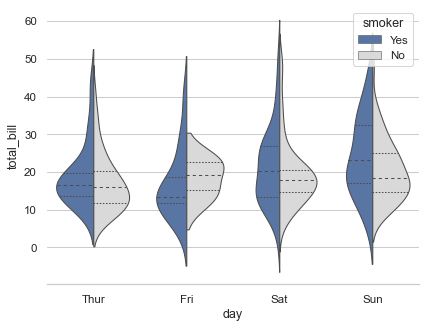 smoker
Yes
No
60
50
40
30
20
10
0
total_bill
Thur
Fri
Sat
Sun
day